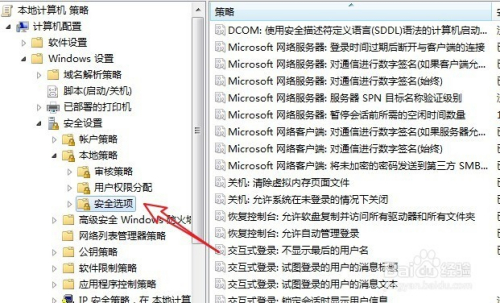 本地计算机 策略
计算机配置
软件设置
Windows 设置
域名解析策略
脚本(启动/关机)
已部署的打印机
安全设置
帐户策略
本地策略
审核策略
用户权限分配
安全选项
高级安全 Windows 防火墙
网络列表管理器策略
公钥策略
软件限制策略
应用程序控制策略
IP 安全策略，在 本地计算
策略
DCOM: 使用安全描述符定义语言(SDDL)语法的计算机启动...
Microsoft 网络服务器: 登录时间过期后断开与客户端的连接
Microsoft 网络服务器: 对通信进行数字签名(如果客户端允...
Microsoft 网络服务器: 对通信进行数字签名(始终)
Microsoft 网络服务器: 服务器 SPN 目标名称验证级别
Microsoft 网络服务器: 暂停会话前所需的空闲时间数量
Microsoft 网络客户端: 对通信进行数字签名(如果服务器允...
Microsoft 网络客户端: 对通信进行数字签名(始终)
Microsoft 网络客户端: 将未加密的密码发送到第三方 SMB...
关机: 清除虚拟内存页面文件
关机: 允许系统在未登录的情况下关闭
恢复控制台: 允许软盘复制并访问所有驱动器和所有文件夹
恢复控制台: 允许自动管理登录
交互式登录: 不显示最后的用户名
交互式登录: 试图登录的用户的消息标题
交互式登录: 试图登录的用户的消息文本
交互式登录: 锁定会话时显示用户信息